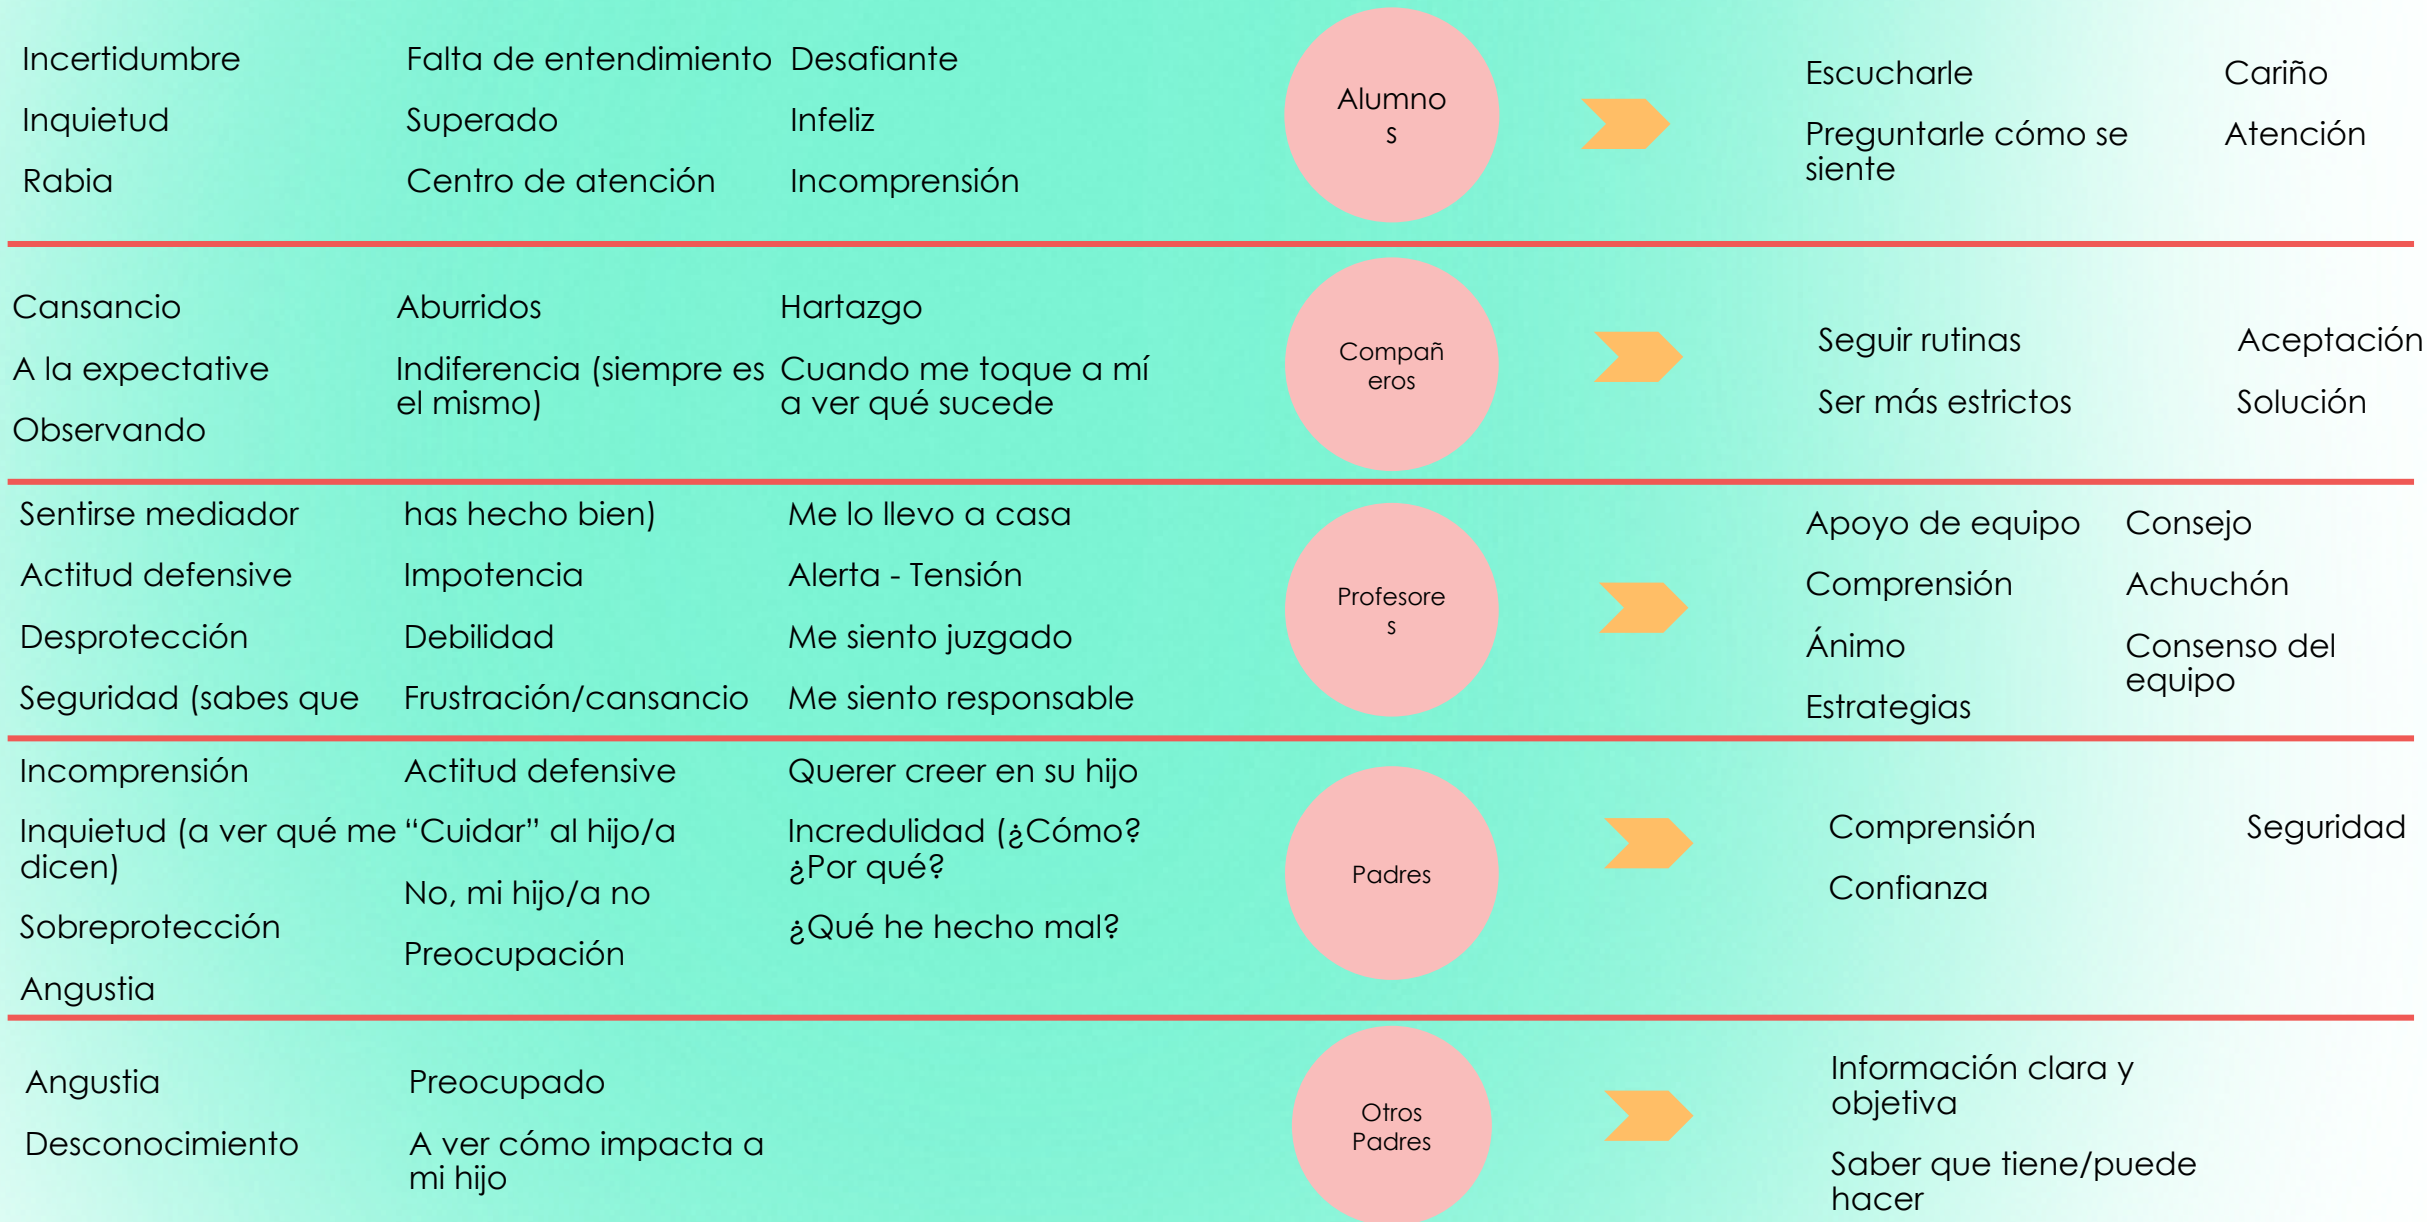 Incertidumbre
Inquietud
Rabia
Falta de entendimiento
Superado
Centro de atención
Desafiante
Infeliz
Incomprensión
Alumno
s
Escucharle
Preguntarle cómo se
siente
Cariño
Atención
Cansancio
A la expectative
Observando
Aburridos
Indiferencia (siempre es
el mismo)
Hartazgo
Cuando me toque a mí
a ver qué sucede
Compañ
eros
Seguir rutinas
Ser más estrictos
Aceptación
Solución
Sentirse mediador
Actitud defensive
Desprotección
Seguridad (sabes que
has hecho bien)
Impotencia
Debilidad
Frustración/cansancio
Me lo llevo a casa
Alerta - Tensión
Me siento juzgado
Me siento responsable
Profesore
s
Apoyo de equipo
Comprensión
Ánimo
Estrategias
Consejo
Achuchón
Consenso del
equipo
Incomprensión
Inquietud (a ver qué me
dicen)
Sobreprotección
Angustia
Actitud defensive
“Cuidar” al hijo/a
No, mi hijo/a no
Preocupación
Querer creer en su hijo
Incredulidad (¿Cómo?
¿Por qué?
¿Qué he hecho mal?
Padres
Comprensión
Confianza
Seguridad
Angustia
Desconocimiento
Preocupado
A ver cómo impacta a
mi hijo
Otros
Padres
Información clara y
objetiva
Saber que tiene/puede
hacer